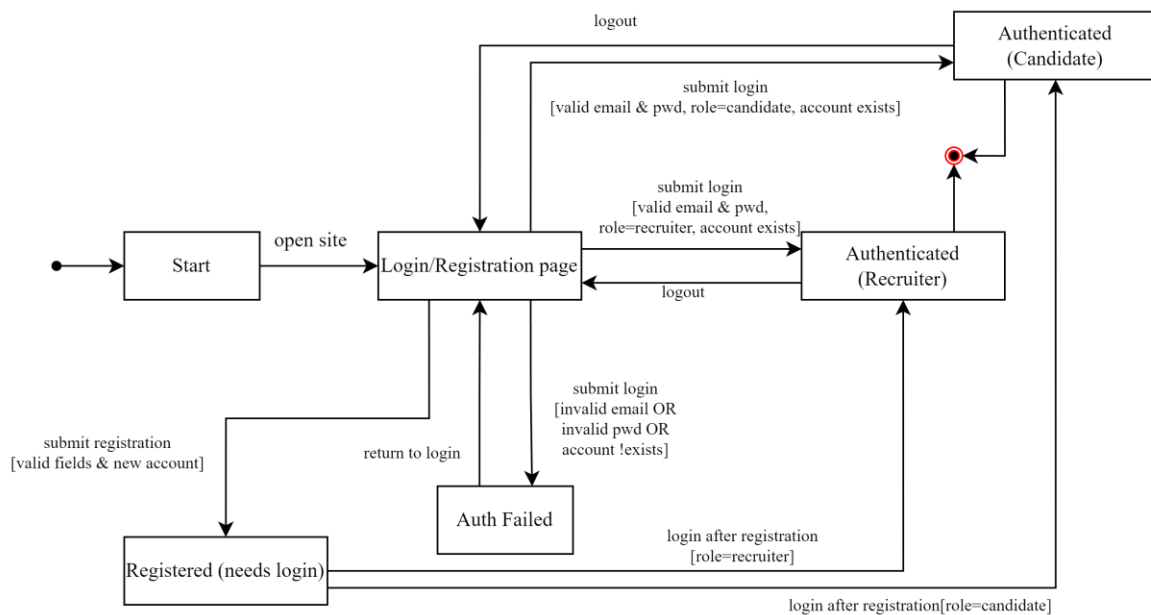 logout
Authenticated
(Candidate)
submit login
[valid email & pwd, role=candidate, account exists]
submit login
[valid email & pwd,
role=recruiter, account exists]
open site
Start
Login/Registration page
Authenticated
(Recruiter)
logout
submit login
[invalid email OR
invalid pwd OR
account !exists]
submit registration
[valid fields & new account]
return to login
Auth Failed
login after registration
[role=recruiter]
Registered (needs login)
login after registration[role=candidate]